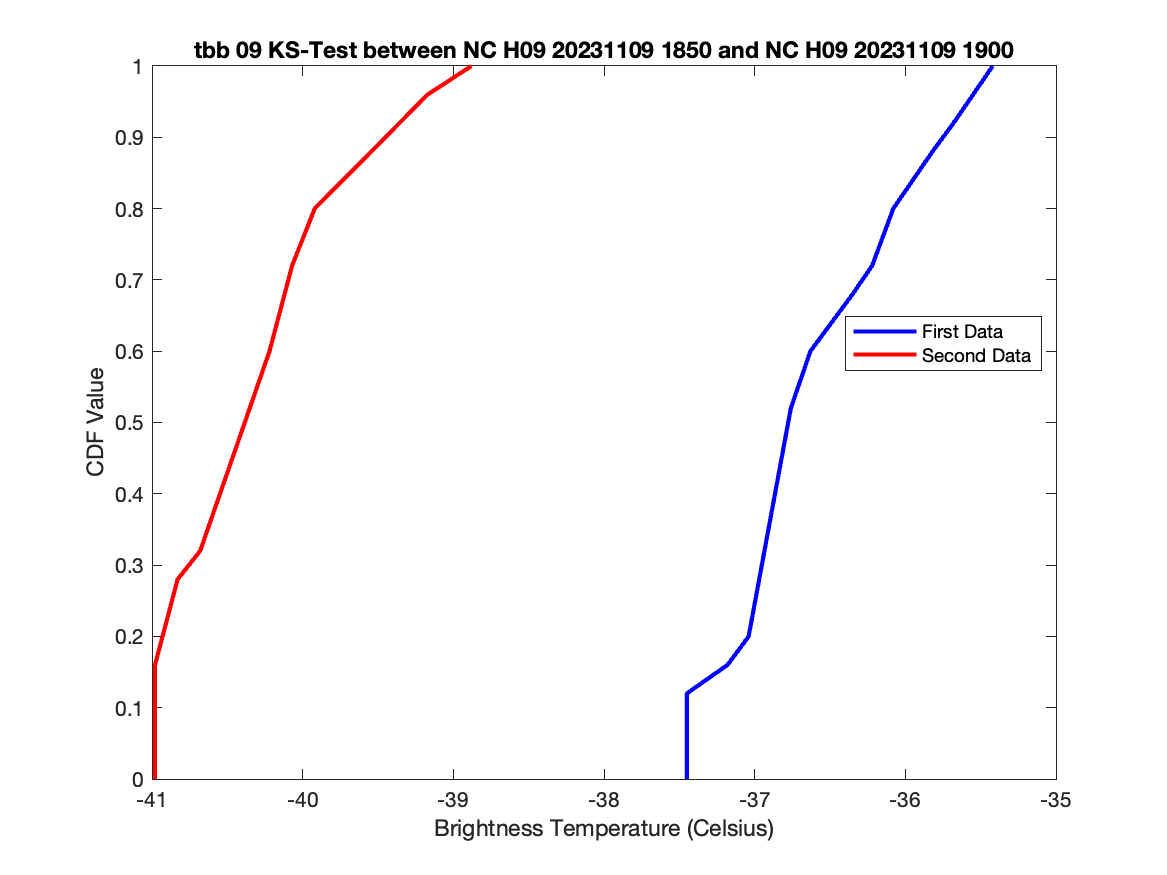 tbb 09 KS-Test between NC H09 20231109 1850 and NC H09 20231109 1900
1
0.9
0.8
0.7
0.6
0.5
0.4
0.3
0.2
0.1
0
CDF Value
First Data
Second Data
-41 -40 -39 -38 -37 -36 -35
Brightness Temperature (Celsius)